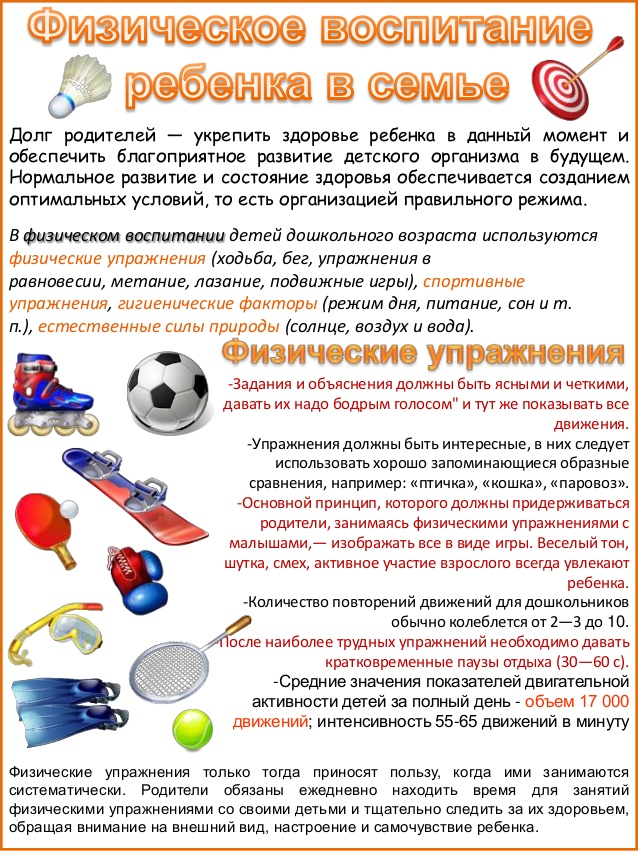 Физическое воспитание
ребенка в семье
Долг родителей — укрепить здоровье ребенка в данный момент и
обеспечить благоприятное развитие детского организма в будущем.
Нормальное развитие и состояние здоровья обеспечивается созданием
оптимальных условий, то есть организацией правильного режима.
В физическом воспитании детей дошкольного возраста используются
физические упражнения (ходьба, бег, упражнения в
равновесии, метание, лазание, подвижные игры), спортивные
упражнения, гигиенические факторы (режим дня, питание, сон и т.
п.), естественные силы природы (солнце, воздух и вода).
Физические упражнения
-Задания и объяснения должны быть ясными и четкими,
давать их надо бодрым голосом" и тут же показывать все
движения.
-Упражнения должны быть интересные, в них следует
использовать хорошо запоминающиеся образные
сравнения, например: «птичка», «кошка», «паровоз».
-Основной принцип, которого должны придерживаться
родители, занимаясь физическими упражнениями с
малышами,— изображать все в виде игры. Веселый тон,
шутка, смех, активное участие взрослого всегда увлекают
ребенка.
-Количество повторений движений для дошкольников
обычно колеблется от 2—3 до 10.
После наиболее трудных упражнений необходимо давать
кратковременные паузы отдыха (30—60 с).
-Средние значения показателей двигательной
активности детей за полный день - объем 17 000
движений; интенсивность 55-65 движений в минуту
Физические упражнения только тогда приносят пользу, когда ими занимаются
систематически. Родители обязаны ежедневно находить время для занятий
физическими упражнениями со своими детьми и тщательно следить за их здоровьем,
обращая внимание на внешний вид, настроение и самочувствие ребенка.